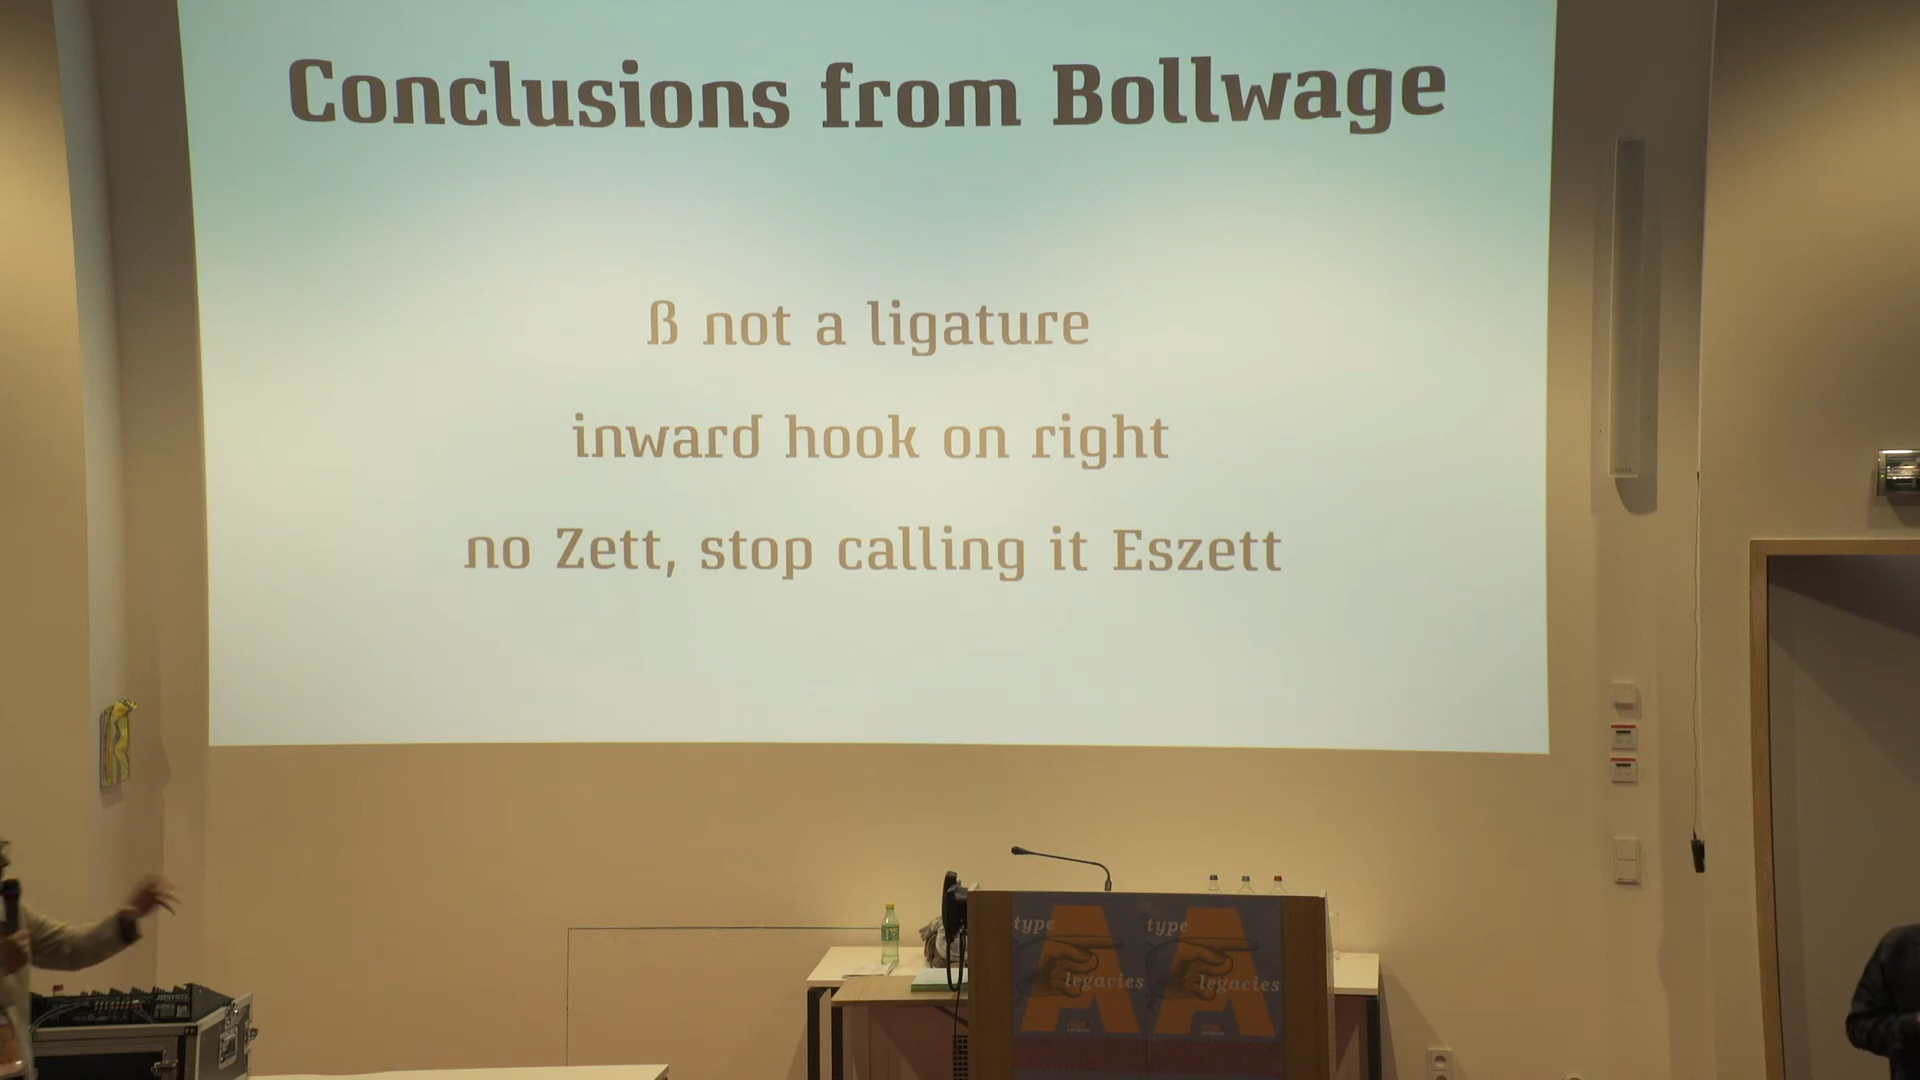 Conclusions from Bollwage
ß not a ligature
inward hook on right
no Zett, stop calling it Eszett
type
legacies
type
legacies